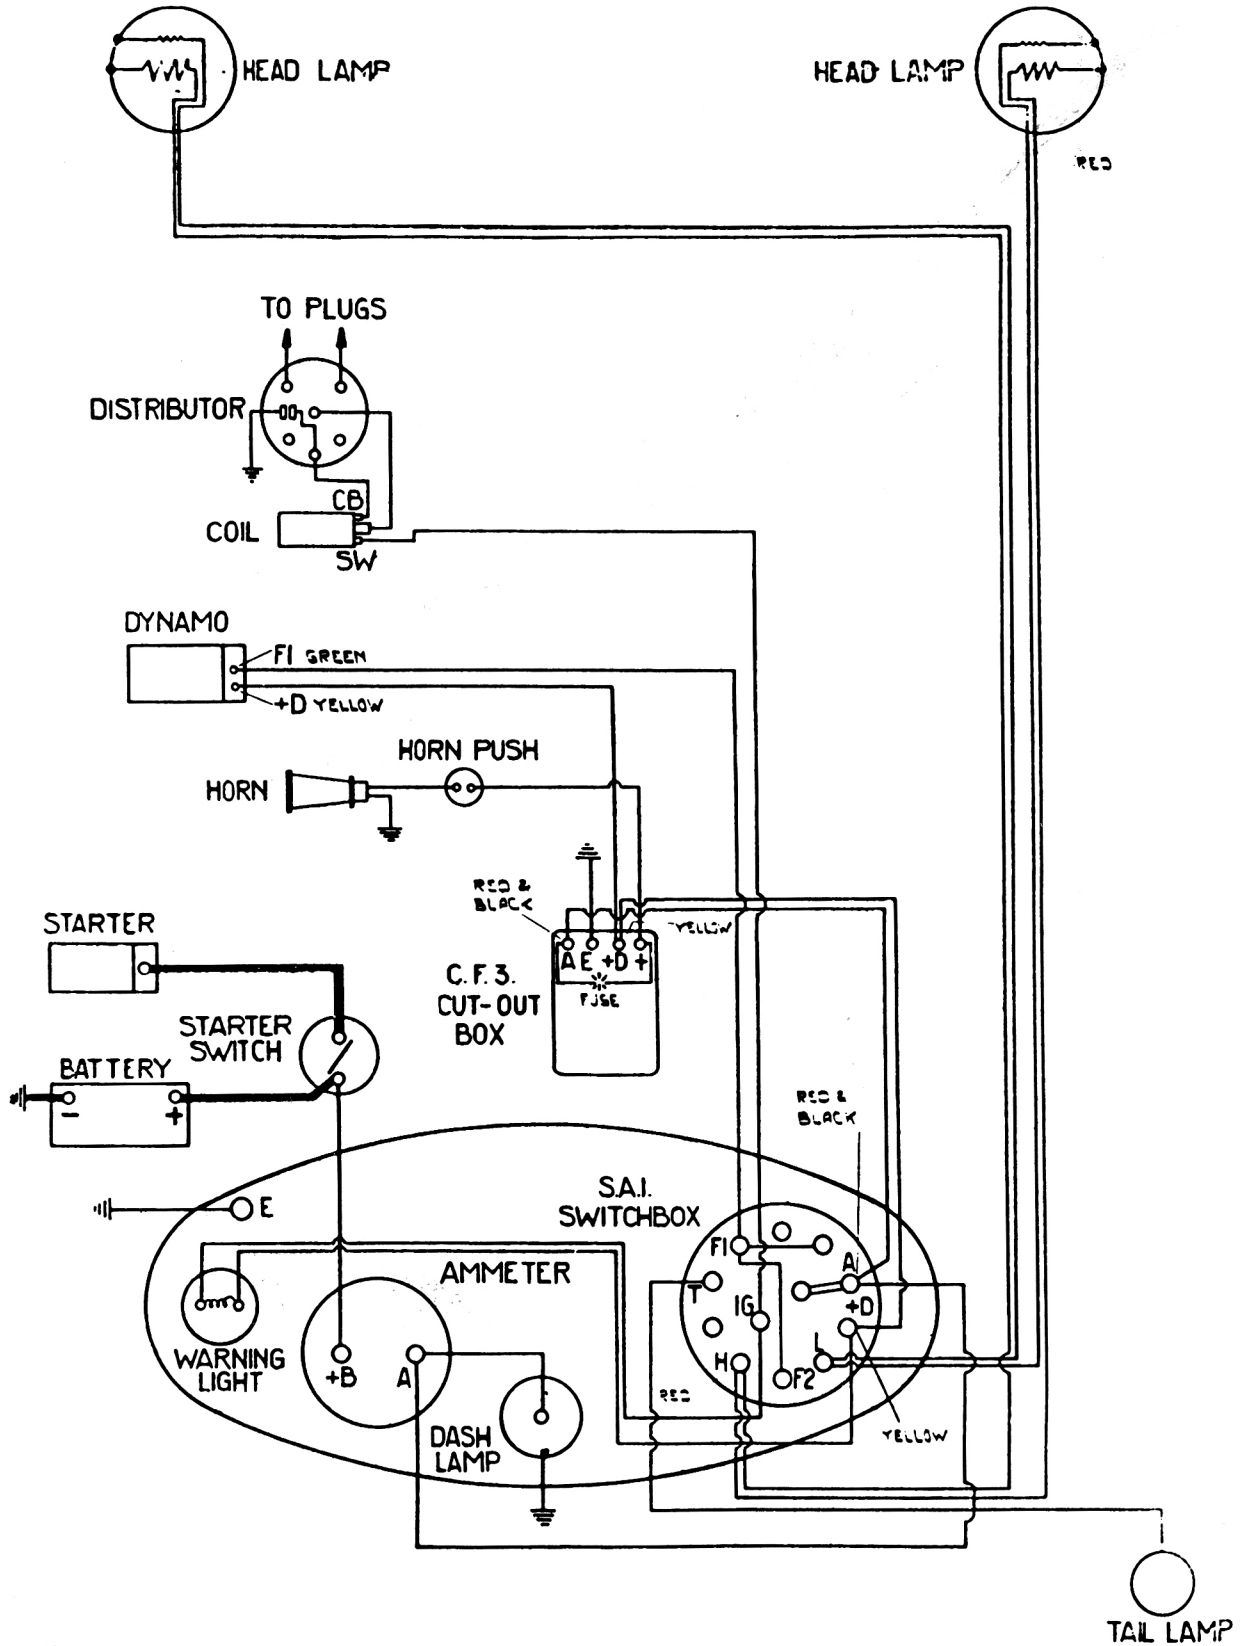 HEAD LAMP
HEAD LAMP
RED
TO PLUGS
DISTRIBUTOR
CB
COIL
SW
DYNAMO
F1 GREEN
+D YELLOW
HORN PUSH
HORN
RED &
BLACK
YELLOW
STARTER
A E +D +
C.F.3.
CUT-OUT
BOX
FUSE
STARTER
SWITCH
BATTERY
- +
RED &
BLACK
S.A.I.
SWITCHBOX
E
F1
A
AMMETER
T
IG
+D
WARNING
LIGHT
+B
A
H
L
F2
RED
DASH
LAMP
YELLOW
TAIL LAMP